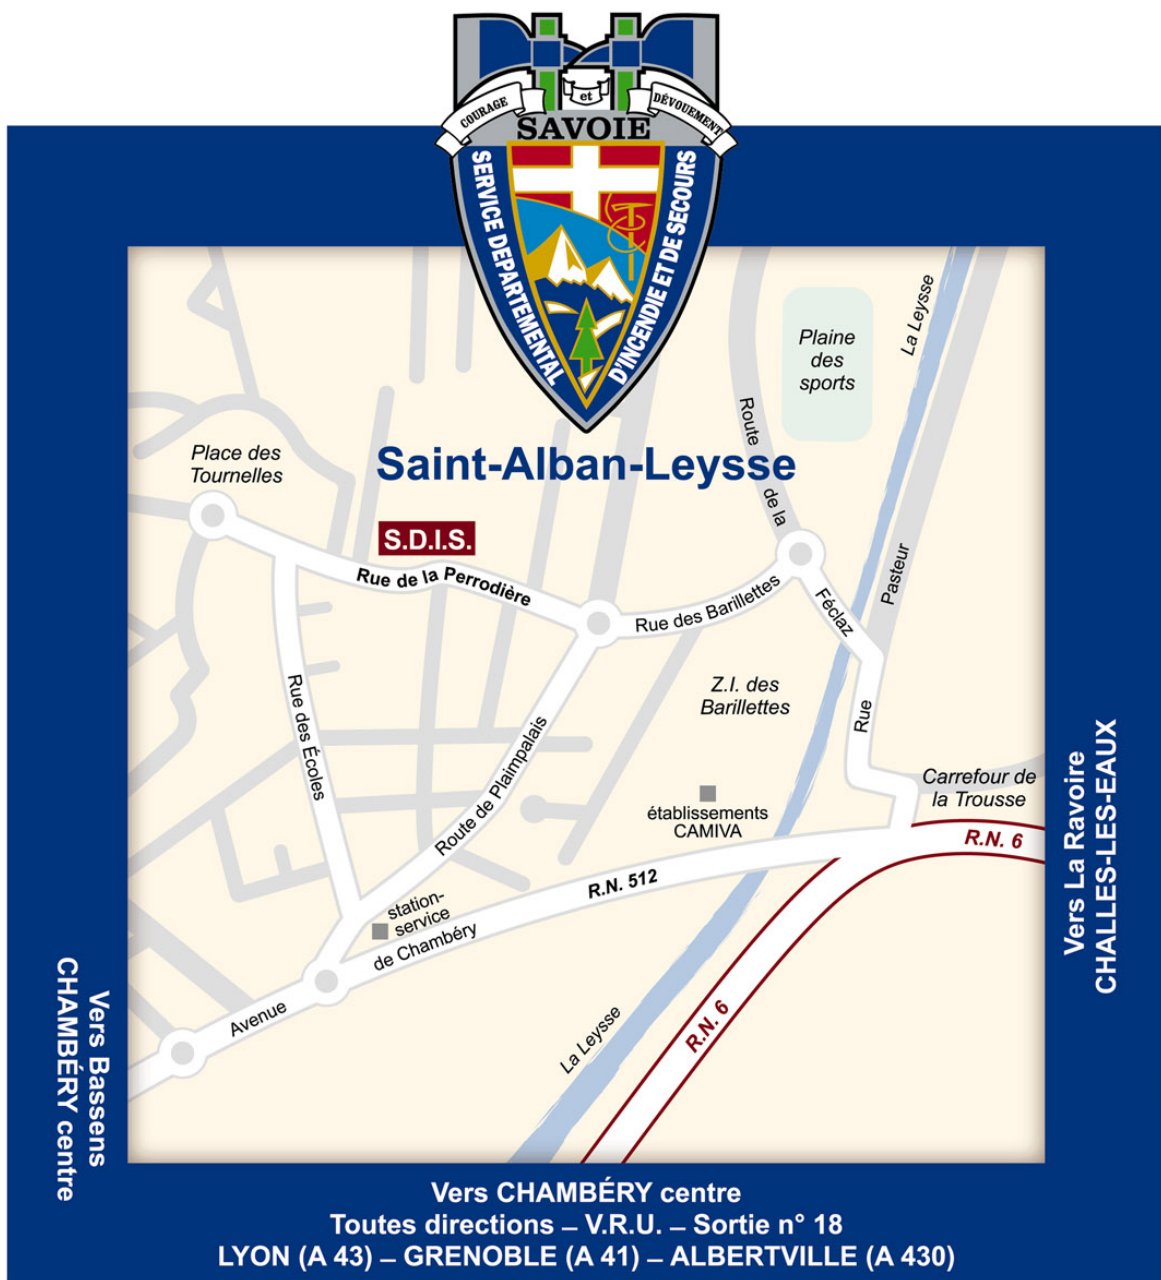 COURAGE
et
DÉVOUEMENT
SAVOIE
SERVICE DEPARTEMENTAL
D'INCENDIE ET DE SECOURS
La Leysse
Plaine
des
sports
Route de la
Place des
Tournelles
Saint-Alban-Leysse
S.D.I.S.
Rue de la Perrodière
Rue des Barillettes
Féclaz
Pasteur
Z.I. des
Barillettes
Rue des Écoles
Route de Plaimpalais
Rue
Carrefour de
la Trousse
établissements
CAMIVA
R.N. 6
R.N. 512
station-
service
de Chambéry
Avenue
La Leysse
R.N. 6
Vers La Ravoire
CHALLES-LES-EAUX
Vers Bassens
CHAMBÉRY centre
Vers CHAMBÉRY centre
Toutes directions – V.R.U. – Sortie n° 18
LYON (A 43) – GRENOBLE (A 41) – ALBERTVILLE (A 430)